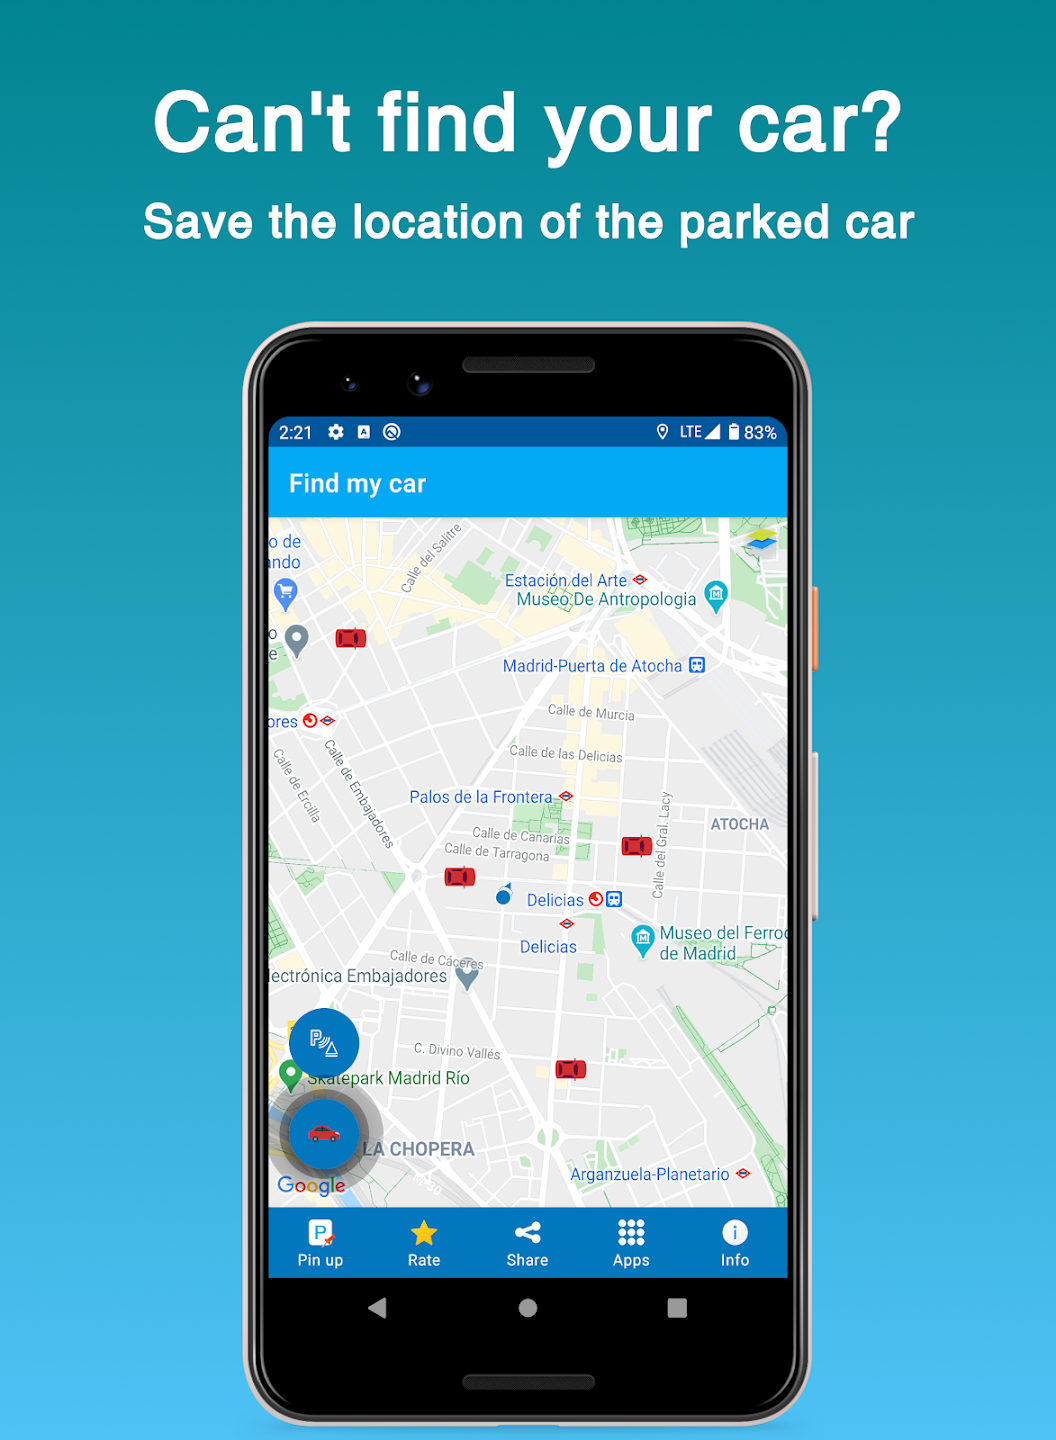 Can't find your car?
Save the location of the parked car
2:21
LTE 83%
Find my car
o de
ando
Calle del Salitre
Estación del Arte
Museo De Antropologia
o
e
Madrid-Puerta de Atocha
ores
Calle de Murcia
Calle de las Delicias
Calle de Embajadores
Calle de Ercilla
Palos de la Frontera
Calle del Gral. Lacy
ATOCHA
Calle de Canarias
Calle de Tarragona
Delicias
Delicias
Museo del Ferroc
de Madrid
Calle de Cáceres
lectrónica Embajadores
P
C. Divino Vallés
Skatepark Madrid Río
LA CHOPERA
M-30
Arganzuela-Planetario
Google
P
Pin up
Rate
Share
Apps
Info